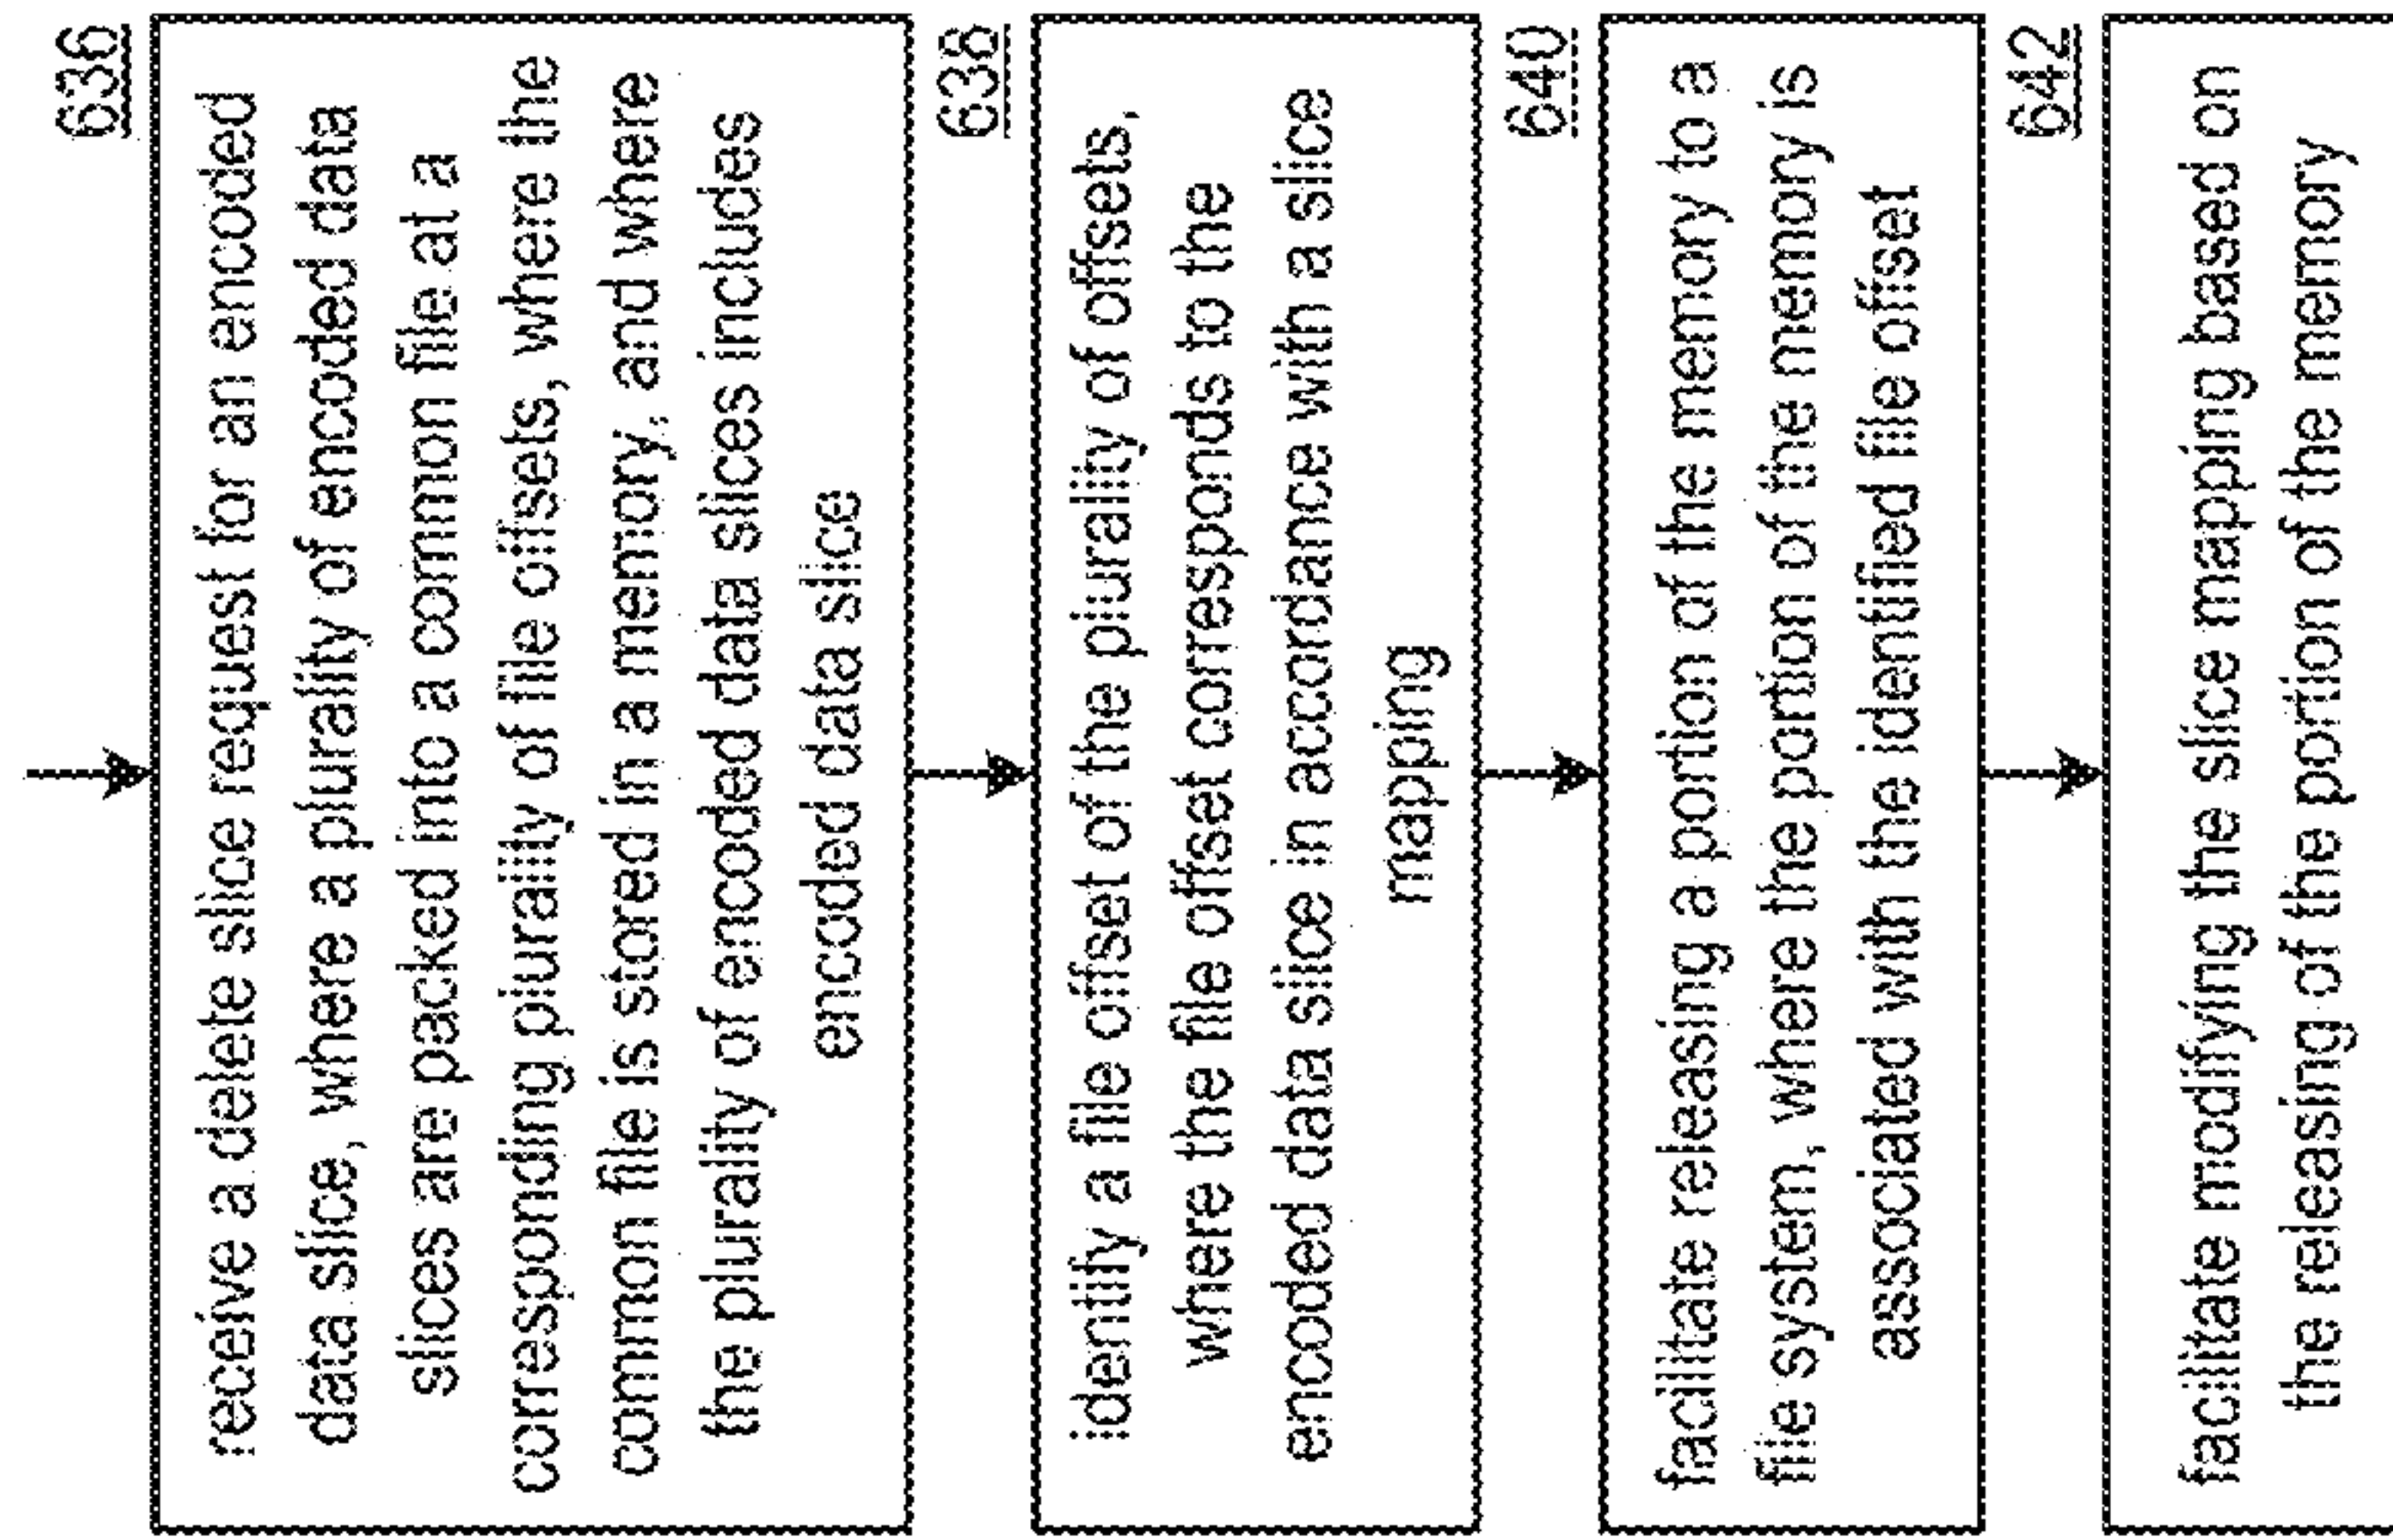 636
receive a delete slice request for an encoded
data slice, where a plurality of encoded data
slices are packed into a common file at a
corresponding plurality of file offsets, where the
common file is stored in a memory, and where
the plurality of encoded data slices includes
encoded data slice
638
identify a file offset of the plurality of offsets,
where the file offset corresponds to the
encoded data slice in accordance with a slice
mapping
640
facilitate releasing a portion of the memory to a
file system, where the portion of the memory is
associated with the identified file offset
642
facilitate modifying the slice mapping based on
the releasing of the portion of the memory